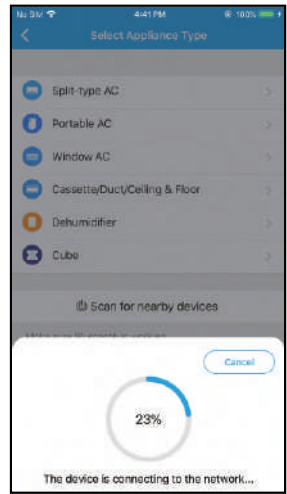 No SIM 4:41 PM 100%
Select Appliance Type
Split-type AC
Portable AC
Window AC
Cassette/Duct/Ceiling & Floor
Dehumidifier
Cube
Scan for nearby devices
Cancel
23%
The device is connecting to the network...